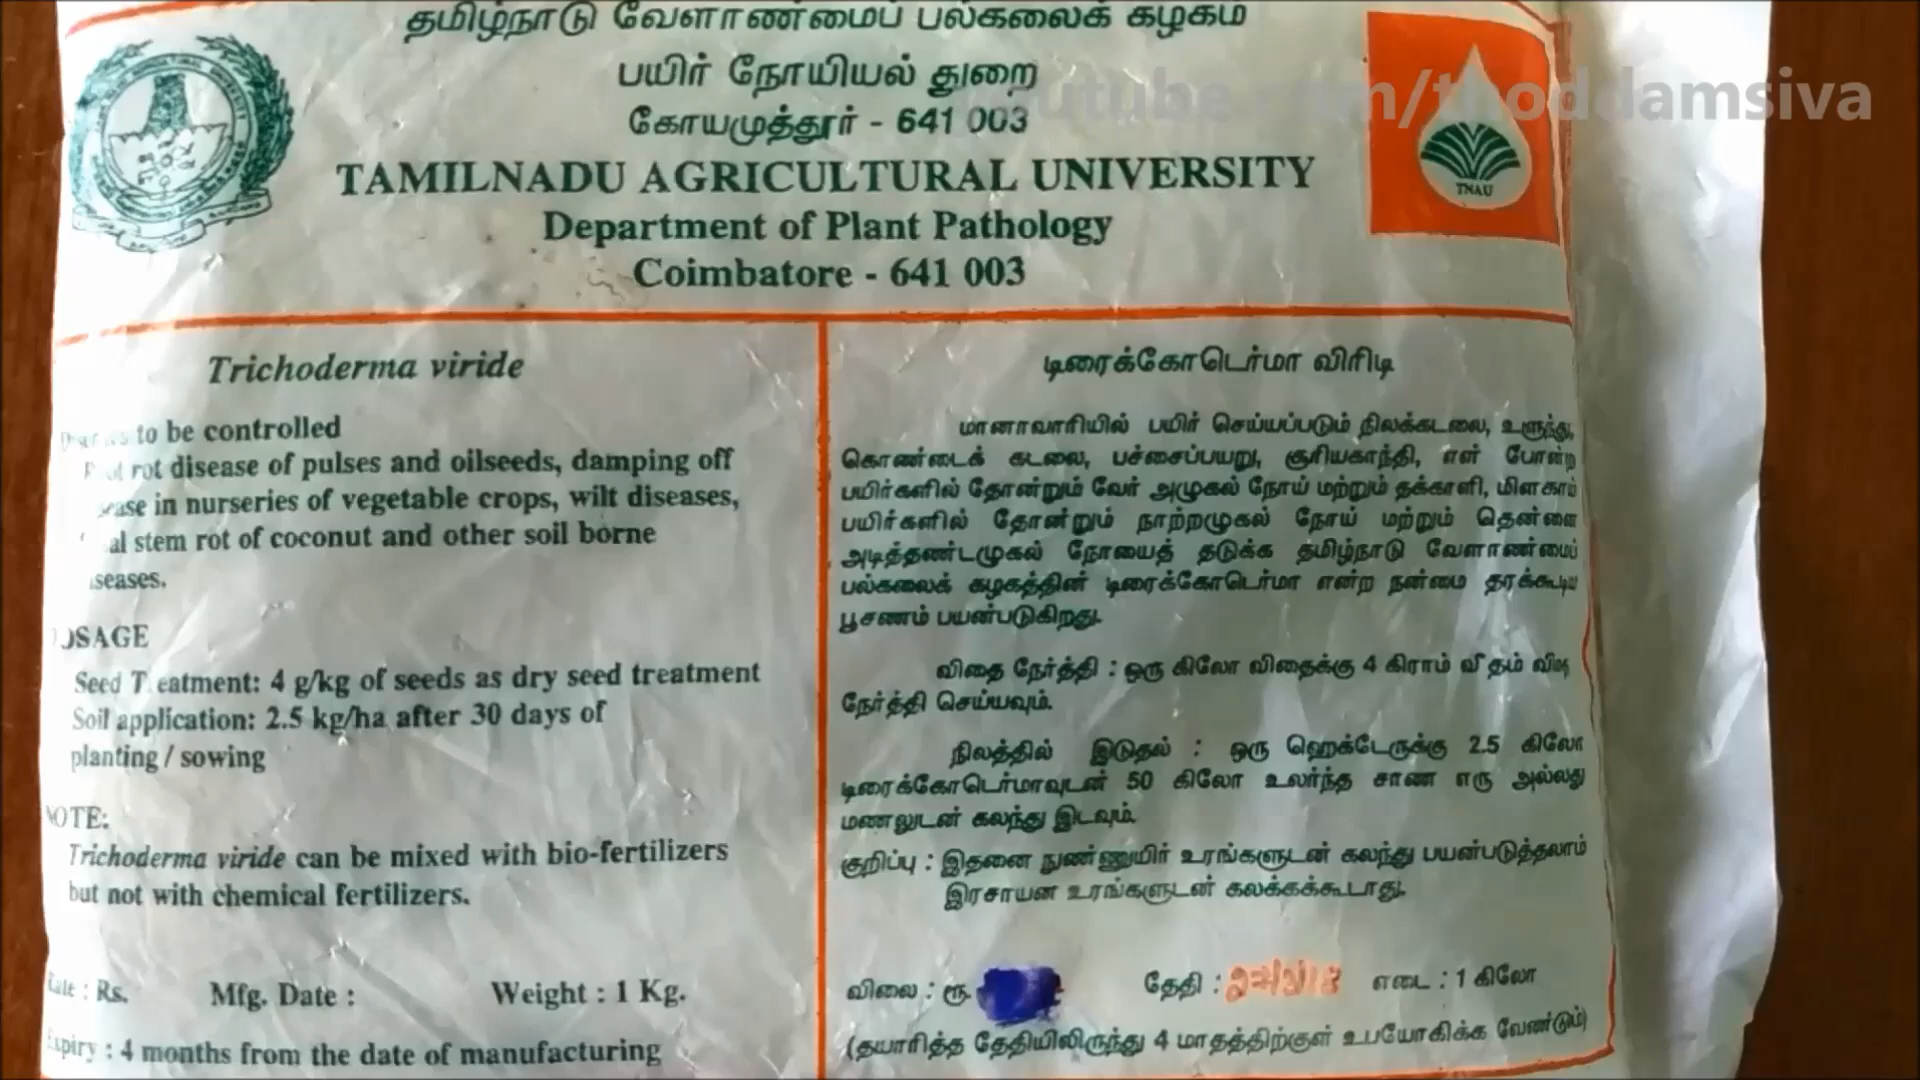 தமிழ்நாடு வேளாண்மைப் பல்கலைக் கழகம்
பயிர் நோயியல் துறை
கோயமுத்தூர் - 641 003
TAMILNADU AGRICULTURAL UNIVERSITY
Department of Plant Pathology
Coimbatore - 641 003
TNAU
Trichoderma viride
to be controlled
rot disease of pulses and oilseeds, damping off
in nurseries of vegetable crops, wilt diseases,
stem rot of coconut and other soil borne
Seed Treatment: 4 g/kg of seeds as dry seed treatment
Soil application: 2.5 kg/ha after 30 days of
planting / sowing
Trichoderma viride can be mixed with bio-fertilizers
but not with chemical fertilizers.
: Rs. Mfg. Date : Weight : 1 Kg.
: 4 months from the date of manufacturing
டிரைக்கோடெர்மா விரிடி
மானாவாரியில் பயிர் செய்யப்படும் நிலக்கடலை, உளுந்து,
கொண்டைக் கடலை, பச்சைப்பயறு, சூரியகாந்தி, எள் போன்ற
பயிர்களில் தோன்றும் வேர் அழுகல் நோய் மற்றும் தக்காளி, மிளகாய்
பயிர்களில் தோன்றும் நாற்றழுகல் நோய் மற்றும் தென்னை
அடித்தண்டழுகல் நோயைத் தடுக்க தமிழ்நாடு வேளாண்மைப்
பல்கலைக் கழகத்தின் டிரைக்கோடெர்மா என்ற நன்மை தரக்கூடிய
பூசணம் பயன்படுகிறது.
விதை நேர்த்தி : ஒரு கிலோ விதைக்கு 4 கிராம் வீதம் விதை
நேர்த்தி செய்யவும்.
நிலத்தில் இடுதல் : ஒரு ஹெக்டேருக்கு 2.5 கிலோ
டிரைக்கோடெர்மாவுடன் 50 கிலோ உலர்ந்த சாண எரு அல்லது
மணலுடன் கலந்து இடவும்.
குறிப்பு : இதனை நுண்ணுயிர் உரங்களுடன் கலந்து பயன்படுத்தலாம்
இரசாயன உரங்களுடன் கலக்கக்கூடாது.
விலை : ரூ. தேதி : எடை : 1 கிலோ
(தயாரித்த தேதியிலிருந்து 4 மாதத்திற்குள் உபயோகிக்க வேண்டும்)